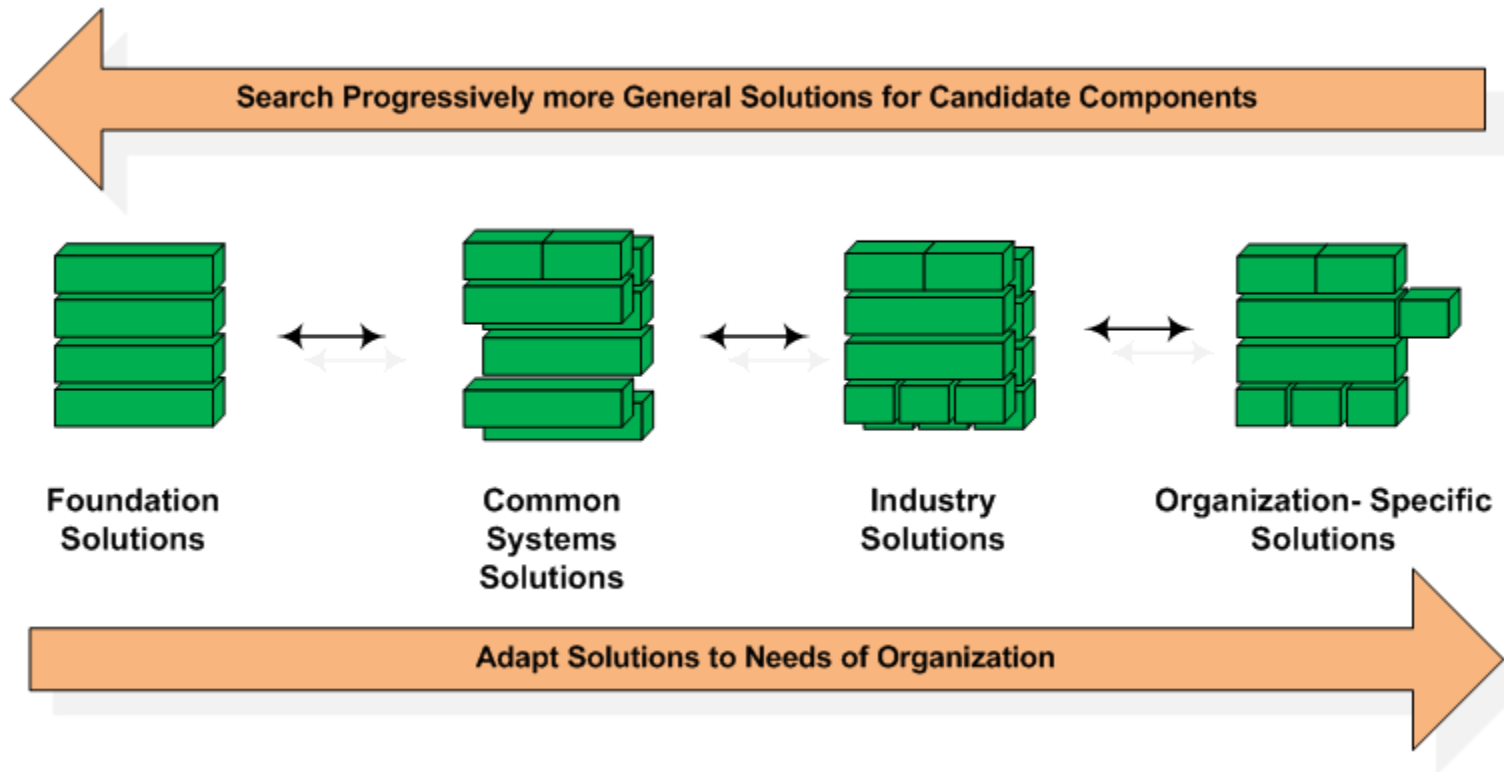 Search Progressively more General Solutions for Candidate Components
Foundation
Solutions
Common
Systems
Solutions
Industry
Solutions
Organization- Specific
Solutions
Adapt Solutions to Needs of Organization